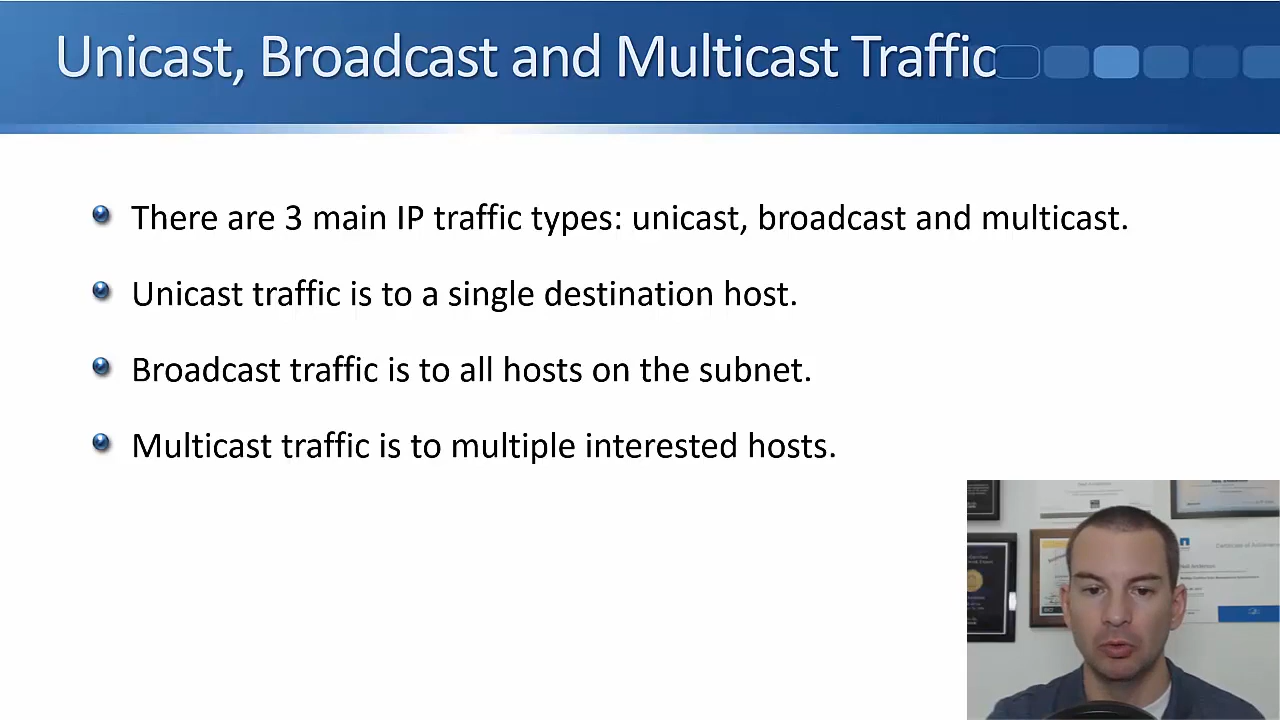 Unicast, Broadcast and Multicast Traffic
There are 3 main IP traffic types: unicast, broadcast and multicast.
Unicast traffic is to a single destination host.
Broadcast traffic is to all hosts on the subnet.
Multicast traffic is to multiple interested hosts.